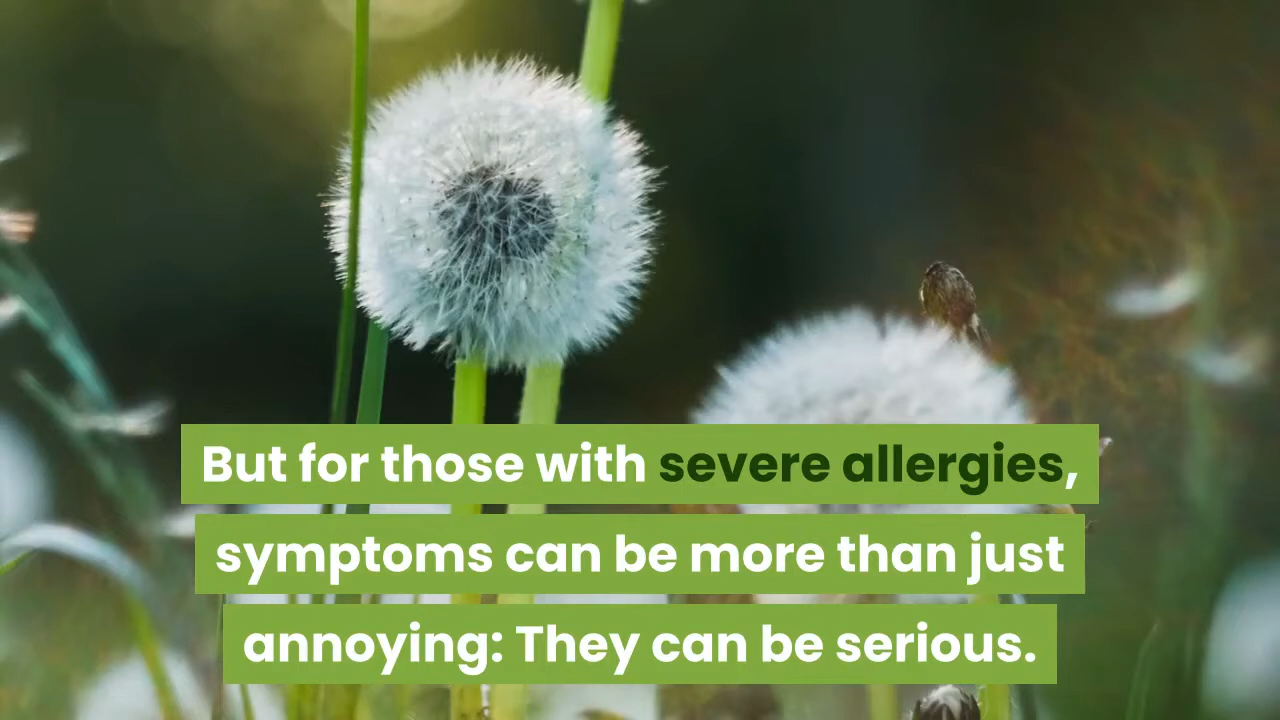 But for those with severe allergies,
symptoms can be more than just
annoying: They can be serious.